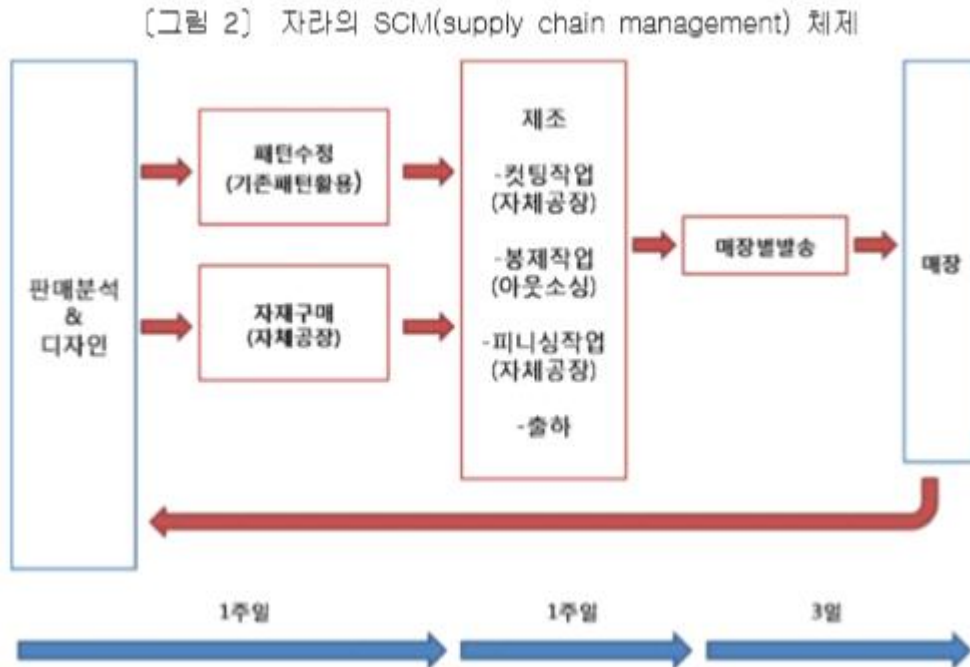 [그림 2] 자라의 SCM(supply chain management) 체제
판매분석
&
디자인
패턴수정
(기존패턴활용)
자재구매
(자체공장)
제조
-컷팅작업
(자체공장)
-봉제작업
(아웃소싱)
-피니싱작업
(자체공장)
-출하
매장별발송
매장
1주일
1주일
3일